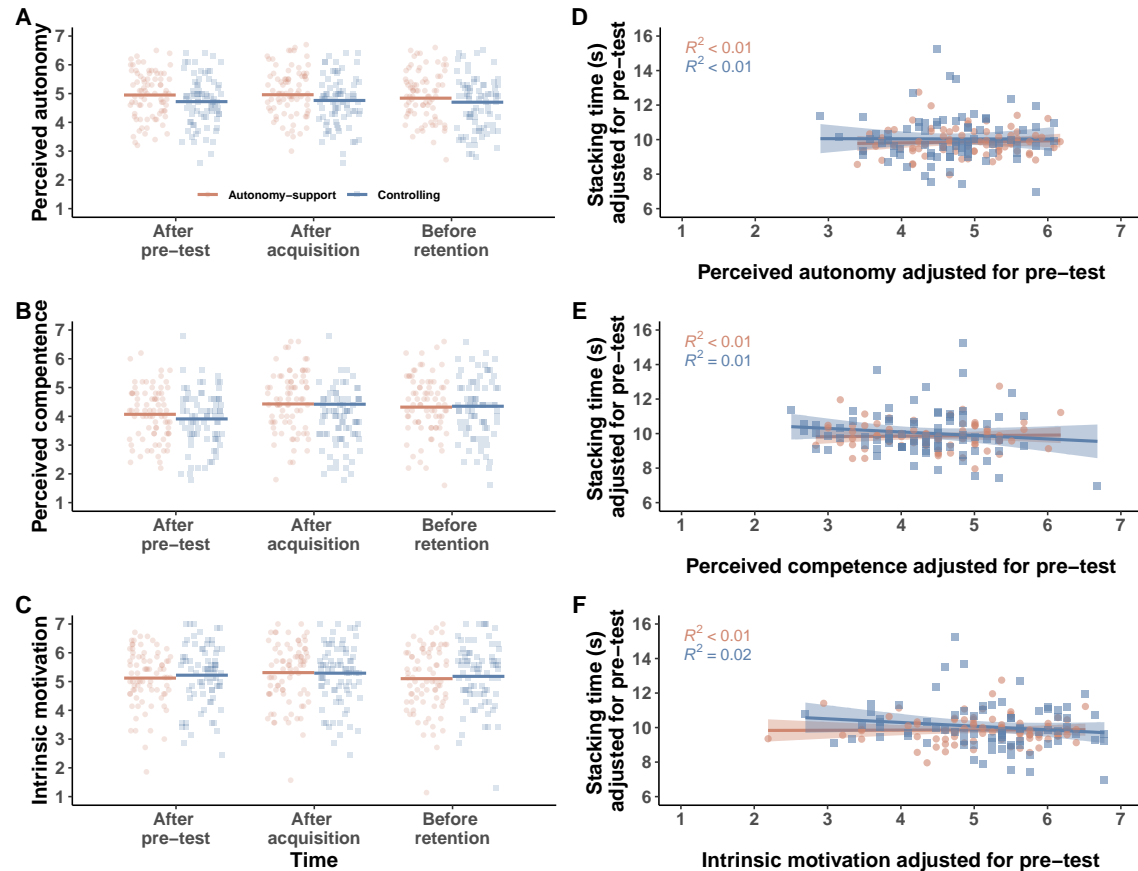 A
Perceived autonomy
7
6
5
4
3
2
1
Autonomy−support
Controlling
After
pre−test
After
acquisition
Before
retention
B
Perceived compentence
7
6
5
4
3
2
1
After
pre−test
After
acquisition
Before
retention
C
Intrinsic motivation
7
6
5
4
3
2
1
After
pre−test
After
acquisition
Before
retention
Time
D
Stacking time (s)
adjusted for pre−test
16
14
12
10
8
6
R² < 0.01
R² < 0.01
1 2 3 4 5 6 7
Perceived autonomy adjusted for pre−test
E
Stacking time (s)
adjusted for pre−test
16
14
12
10
8
6
R² < 0.01
R² = 0.01
1 2 3 4 5 6 7
Perceived competence adjusted for pre−test
F
Stacking time (s)
adjusted for pre−test
16
14
12
10
8
6
R² < 0.01
R² = 0.02
1 2 3 4 5 6 7
Intrinsic motivation adjusted for pre−test